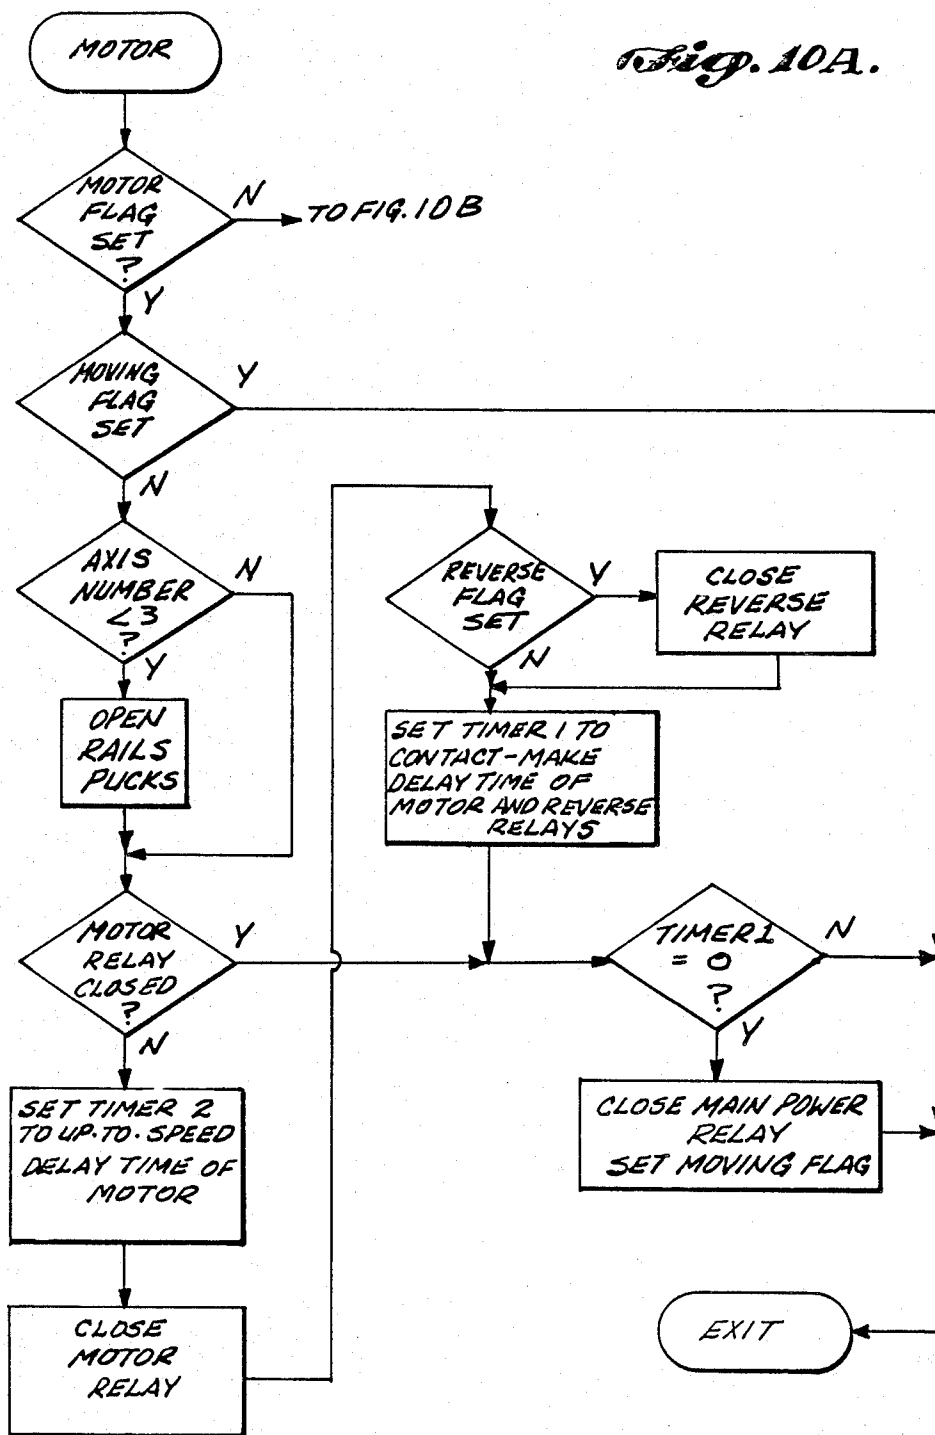 MOTOR
Fig. 10A.
MOTOR
FLAG
SET
?
N
TO FIG. 10B
Y
MOVING
FLAG
SET
Y
N
AXIS
NUMBER
<3
?
N
Y
OPEN
RAILS
PUCKS
MOTOR
RELAY
CLOSED
?
Y
N
SET TIMER 2
TO UP-TO-SPEED
DELAY TIME OF
MOTOR
CLOSE
MOTOR
RELAY
REVERSE
FLAG
SET
Y
N
CLOSE
REVERSE
RELAY
SET TIMER 1 TO
CONTACT-MAKE
DELAY TIME OF
MOTOR AND REVERSE
RELAYS
TIMER 1
= 0
?
N
Y
CLOSE MAIN POWER
RELAY
SET MOVING FLAG
EXIT